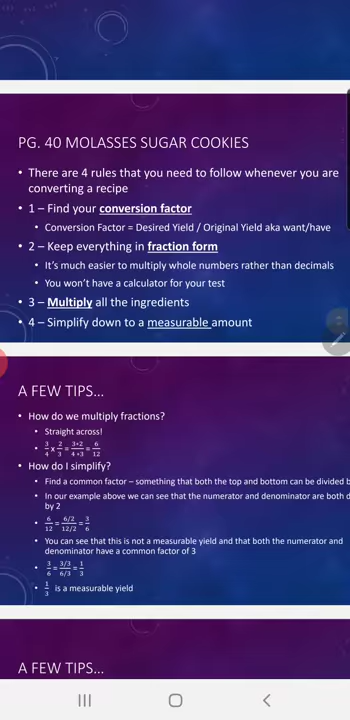 PG. 40 MOLASSES SUGAR COOKIES
• There are 4 rules that you need to follow whenever you are
converting a recipe
• 1 – Find your conversion factor
• Conversion Factor = Desired Yield / Original Yield aka want/have
• 2 – Keep everything in fraction form
• It's much easier to multiply whole numbers rather than decimals
• You won't have a calculator for your test
• 3 – Multiply all the ingredients
• 4 – Simplify down to a measurable amount
A FEW TIPS...
• How do we multiply fractions?
• Straight across!
• 3/4 x 2/3 = 3*2/4*3 = 6/12
• How do I simplify?
• Find a common factor – something that both the top and bottom can be divided b
• In our example above we can see that the numerator and denominator are both d
by 2
• 6/12 = (6/2)/(12/2) = 3/6
• You can see that this is not a measurable yield and that both the numerator and
denominator have a common factor of 3
• 3/6 = (3/3)/(6/3) = 1/3
• 1/3 is a measurable yield
A FEW TIPS...